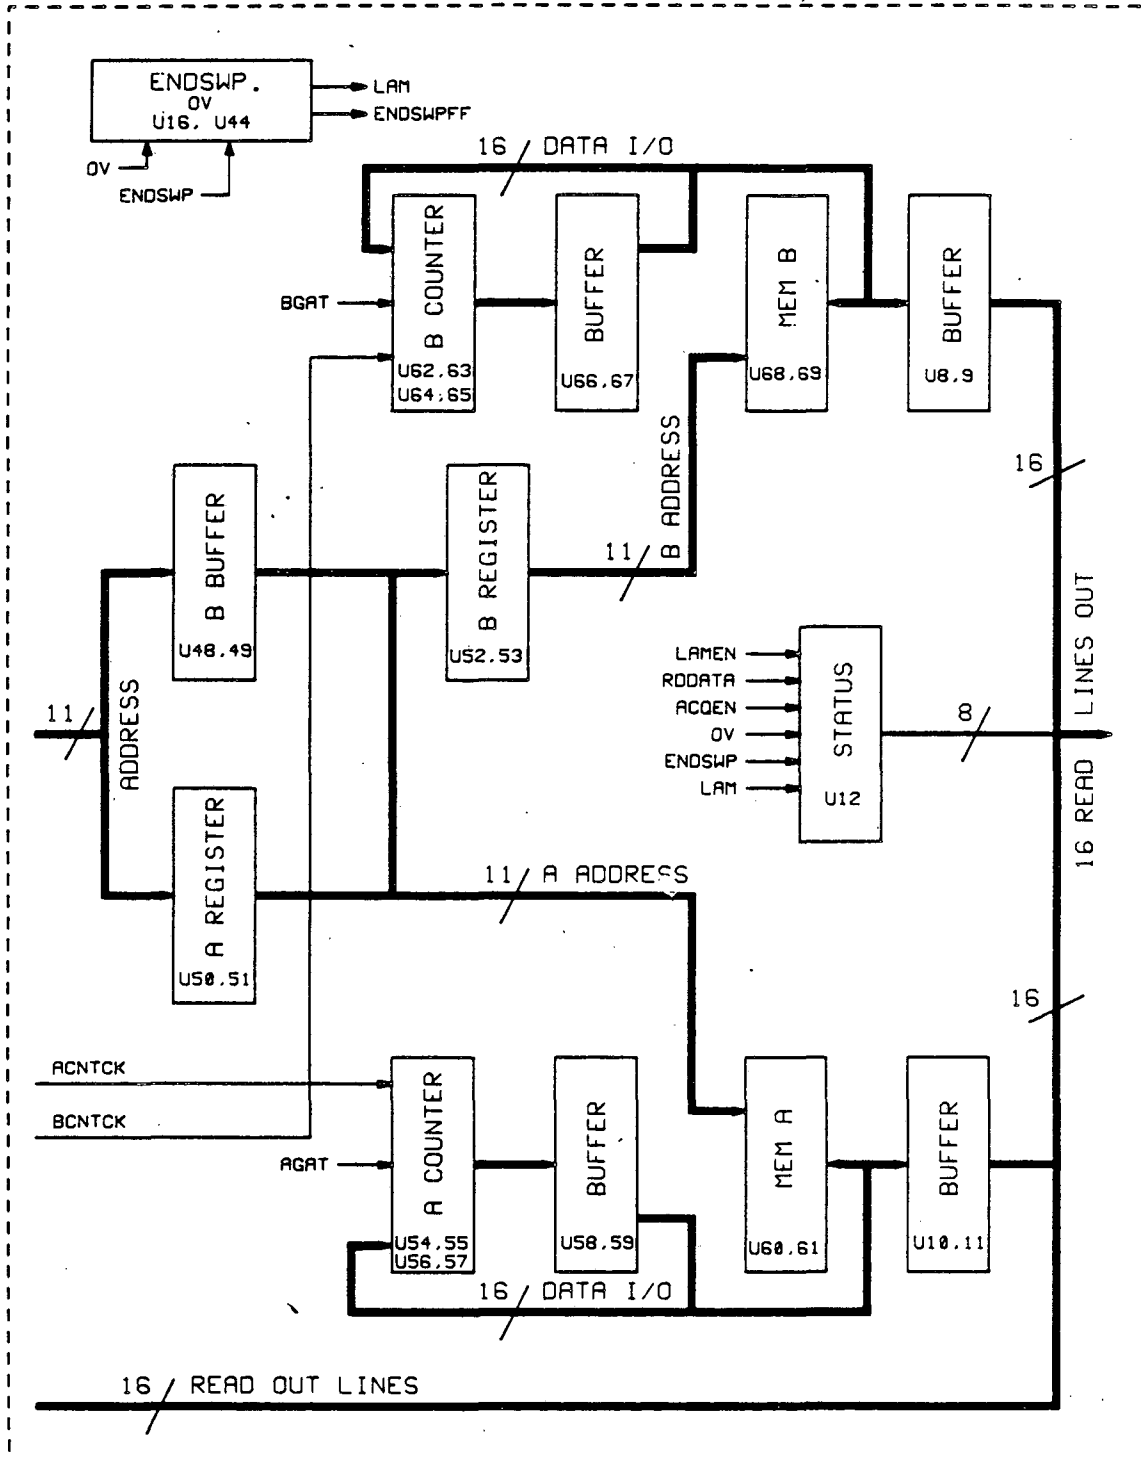 ENDSWP.
OV
U16, U44
LAM
ENDSWPFF
OV
ENDSWP
16 DATA I/O
B COUNTER
U62,63
U64,65
BGAT
BUFFER
U66,67
MEM B
U68,69
BUFFER
U8,9
16
B ADDRESS
11
B BUFFER
U48,49
B REGISTER
U52,53
11
ADDRESS
LAMEN
RDDATA
ACQEN
OV
ENDSWP
LAM
STATUS
U12
8
16 READ LINES OUT
A REGISTER
U50,51
11 A ADDRESS
16
ACNTCK
BCNTCK
AGAT
A COUNTER
U54,55
U56,57
BUFFER
U58,59
MEM A
U60,61
BUFFER
U10,11
16 DATA I/O
16 READ OUT LINES